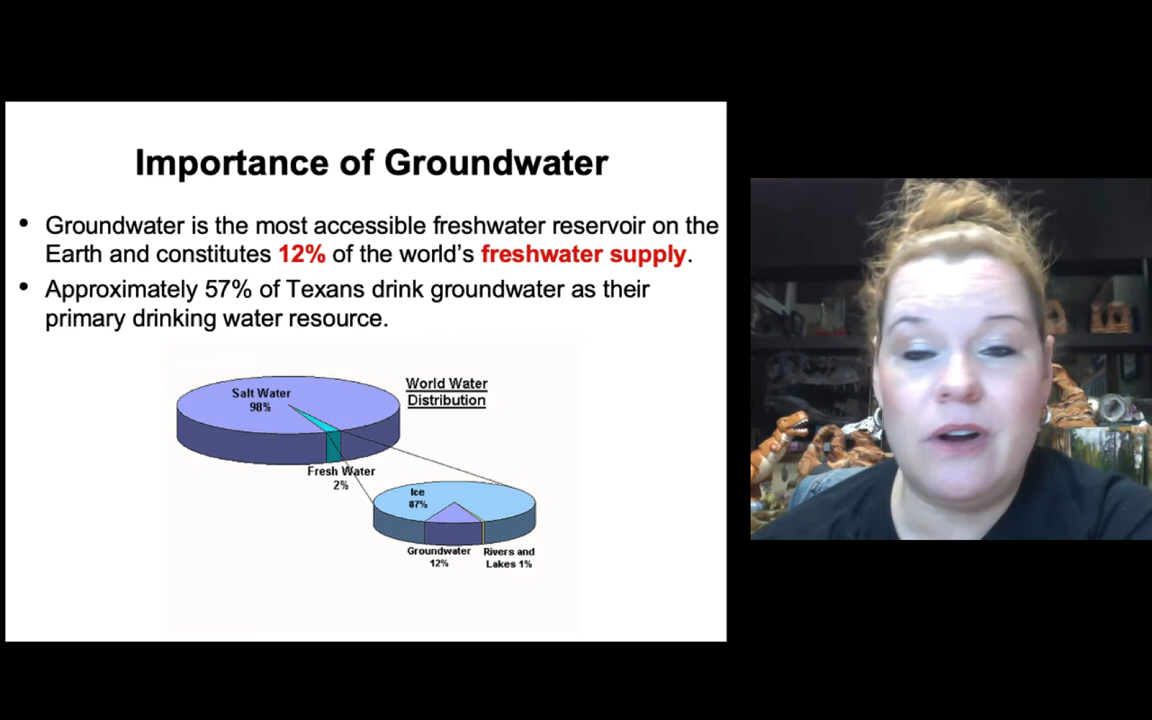 Importance of Groundwater
• Groundwater is the most accessible freshwater reservoir on the
Earth and constitutes 12% of the world’s freshwater supply.
• Approximately 57% of Texans drink groundwater as their
primary drinking water resource.
World Water
Distribution
Salt Water
98%
Fresh Water
2%
Ice
87%
Groundwater
12%
Rivers and
Lakes 1%